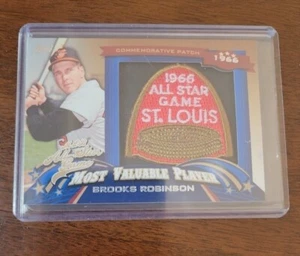 COMMEMORATIVE PATCH
1966
1966
ALL STAR
GAME
ST. LOUIS
MOST VALUABLE PLAYER
BROOKS ROBINSON